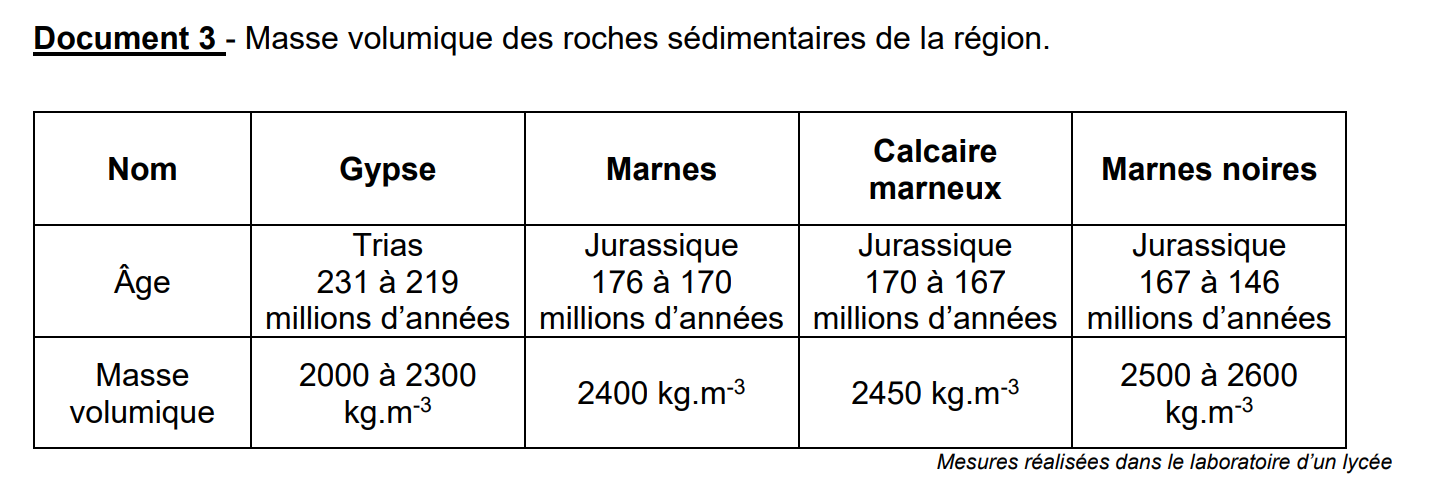 Document 3 - Masse volumique des roches sédimentaires de la région.
Nom
Gypse
Marnes
Calcaire
marneux
Marnes noires
Âge
Trias
231 à 219
millions d’années
Jurassique
176 à 170
millions d’années
Jurassique
170 à 167
millions d’années
Jurassique
167 à 146
millions d’années
Masse
volumique
2000 à 2300
kg.m-3
2400 kg.m-3
2450 kg.m-3
2500 à 2600
kg.m-3
Mesures réalisées dans le laboratoire d’un lycée